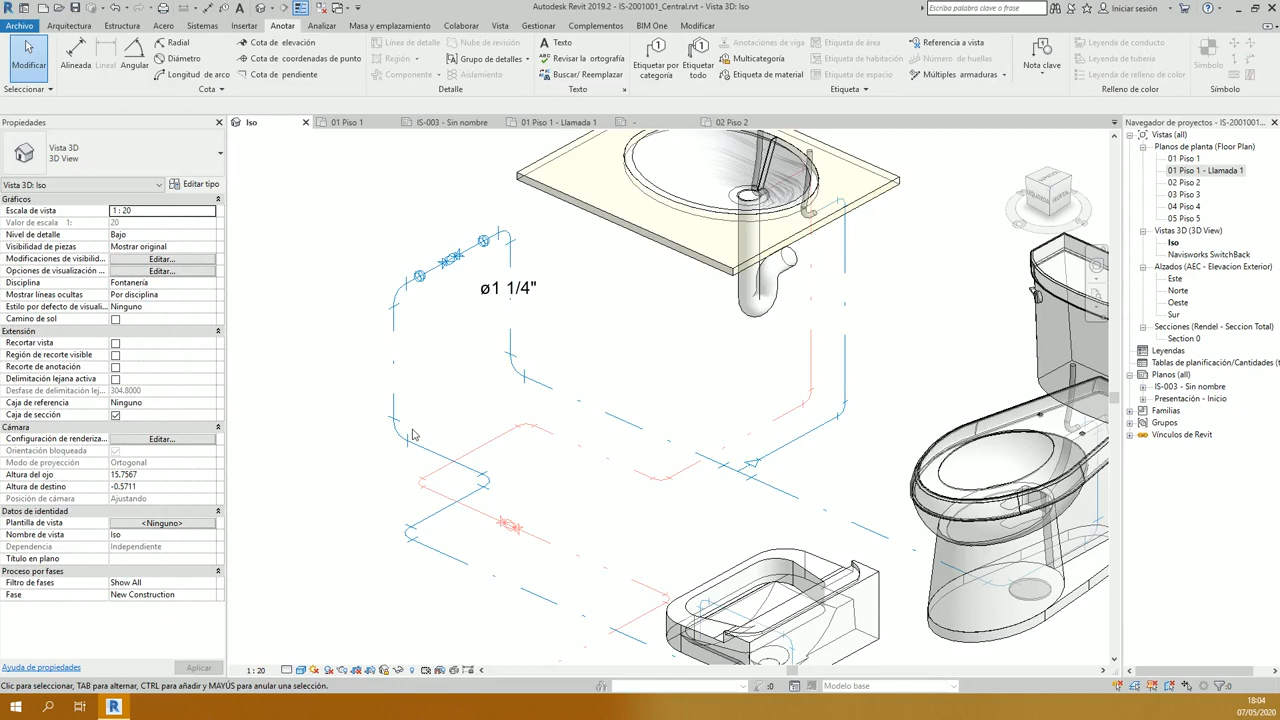 Autodesk Revit 2019.2 - IS-2001001_Central.rvt - Vista 3D: Iso
Escriba palabra clave o frase
Iniciar sesión
Archivo Arquitectura Estructura Acero Sistemas Insertar Anotar Analizar Masa y emplazamiento Colaborar Vista Gestionar Complementos BIM One Modificar
Modificar
Alineada
Lineal
Angular
Radial
Diámetro
Longitud de arco
Cota de elevación
Cota de coordenadas de punto
Cota de pendiente
Línea de detalle
Región
Componente
Nube de revisión
Grupo de detalles
Aislamiento
Texto
Revisar la ortografía
Buscar/ Reemplazar
Etiquetar por categoría
Etiquetar todo
Anotaciones de viga
Multicategoría
Etiqueta de material
Etiqueta de área
Etiqueta de habitación
Etiqueta de espacio
Referencia a vista
Número de huellas
Múltiples armaduras
Nota clave
Leyenda de conducto
Leyenda de tubería
Relleno de color leyenda
Símbolo
Seleccionar Cota Detalle Texto Etiqueta Relleno de color Símbolo
Propiedades
Iso
01 Piso 1
IS-003 - Sin nombre
01 Piso 1 - Llamada 1
-
02 Piso 2
Navegador de proyectos - IS-2001001...
Vista 3D
3D View
Vista 3D: Iso
Editar tipo
Gráficos
Escala de vista 1 : 20
Valor de escala 1: 20
Nivel de detalle Bajo
Visibilidad de piezas Mostrar original
Modificaciones de visibilid... Editar...
Opciones de visualización ... Editar...
Disciplina Fontanería
Mostrar líneas ocultas Por disciplina
Estilo por defecto de visuali... Ninguno
Camino de sol
Extensión
Recortar vista
Región de recorte visible
Recorte de anotación
Delimitación lejana activa
Desfase de delimitación lej... 304.8000
Caja de referencia Ninguno
Caja de sección
Cámara
Configuración de renderiza... Editar...
Orientación bloqueada
Modo de proyección Ortogonal
Altura del ojo 15.7567
Altura de destino -0.5711
Posición de cámara Ajustando
Datos de identidad
Plantilla de vista <Ninguno>
Nombre de vista Iso
Dependencia Independiente
Título en plano
Proceso por fases
Filtro de fases Show All
Fase New Construction
Ayuda de propiedades
Aplicar
ø1 1/4"
Vistas (all)
Planos de planta (Floor Plan)
01 Piso 1
01 Piso 1 - Llamada 1
02 Piso 2
03 Piso 3
04 Piso 4
05 Piso 5
Vistas 3D (3D View)
Iso
Navisworks SwitchBack
Alzados (AEC - Elevacion Exterior)
Este
Norte
Oeste
Sur
Secciones (Rendel - Seccion Total)
Section 0
Leyendas
Tablas de planificación/Cantidades (t
Planos (all)
IS-003 - Sin nombre
Presentación - Inicio
Familias
Grupos
Vínculos de Revit
1 : 20
Clic para seleccionar, TAB para alternar, CTRL para añadir y MAYÚS para anular una selección.
:0
Modelo base
:0
18:04
07/05/2020